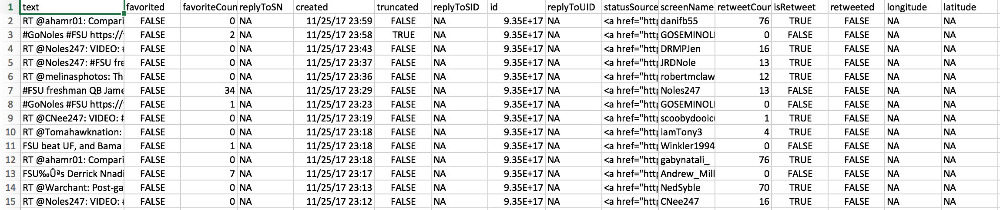 1 text favorited favoriteCoun replyToSN created truncated replyToSID id replyToUID statusSource screenName retweetCoun isRetweet retweeted longitude latitude
2 RT @ahamr01: Compari FALSE 0 NA 11/25/17 23:59 FALSE NA 9.35E+17 NA <a href="http danifb55 76 TRUE FALSE NA NA
3 #GoNoles #FSU https:// FALSE 2 NA 11/25/17 23:58 TRUE NA 9.35E+17 NA <a href="http GOSEMINOL 0 FALSE FALSE NA NA
4 RT @Noles247: VIDEO: # FALSE 0 NA 11/25/17 23:43 FALSE NA 9.35E+17 NA <a href="http DRMPJen 16 TRUE FALSE NA NA
5 RT @Noles247: #FSU fre FALSE 0 NA 11/25/17 23:37 FALSE NA 9.35E+17 NA <a href="http JRDNole 13 TRUE FALSE NA NA
6 RT @melinasphotos: Th FALSE 0 NA 11/25/17 23:36 FALSE NA 9.35E+17 NA <a href="http robertmclaw 12 TRUE FALSE NA NA
7 #FSU freshman QB Jame FALSE 34 NA 11/25/17 23:29 FALSE NA 9.35E+17 NA <a href="http Noles247 13 FALSE FALSE NA NA
8 #GoNoles #FSU https:// FALSE 1 NA 11/25/17 23:23 FALSE NA 9.35E+17 NA <a href="http GOSEMINOL 0 FALSE FALSE NA NA
9 RT @CNee247: VIDEO: # FALSE 0 NA 11/25/17 23:19 FALSE NA 9.35E+17 NA <a href="http scoobydooic 1 TRUE FALSE NA NA
10 RT @Tomahawknation: FALSE 0 NA 11/25/17 23:18 FALSE NA 9.35E+17 NA <a href="http iamTony3 4 TRUE FALSE NA NA
11 FSU beat UF, and Bama FALSE 1 NA 11/25/17 23:18 FALSE NA 9.35E+17 NA <a href="http Winkler1994 0 FALSE FALSE NA NA
12 RT @ahamr01: Compari FALSE 0 NA 11/25/17 23:18 FALSE NA 9.35E+17 NA <a href="http gabynatali_ 76 TRUE FALSE NA NA
13 FSU‰Ûªs Derrick Nnadi FALSE 7 NA 11/25/17 23:17 FALSE NA 9.35E+17 NA <a href="http Andrew_Mill 0 FALSE FALSE NA NA
14 RT @Warchant: Post-ga FALSE 0 NA 11/25/17 23:13 FALSE NA 9.35E+17 NA <a href="http NedSyble 70 TRUE FALSE NA NA
15 RT @Noles247: VIDEO: # FALSE 0 NA 11/25/17 23:12 FALSE NA 9.35E+17 NA <a href="http CNee247 16 TRUE FALSE NA NA